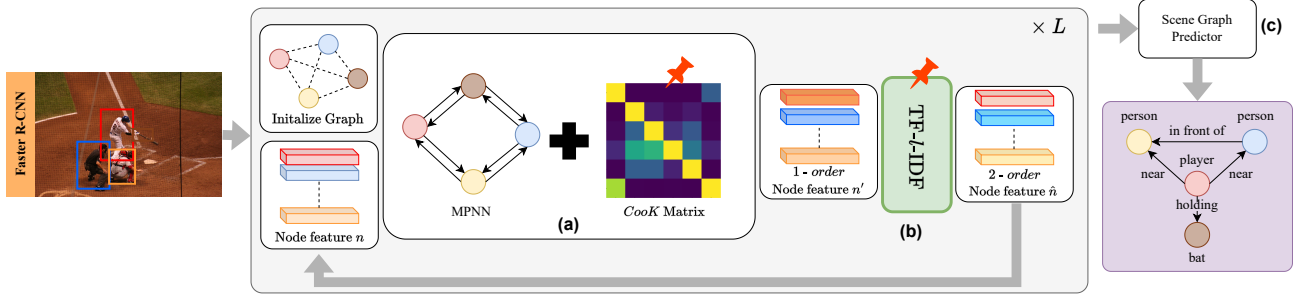 Faster R-CNN
Initalize Graph
Node feature n
MPNN
(a)
CooK Matrix
1 - order
Node feature n′
TF-l-IDF
(b)
2 - order
Node feature n̂
× L
Scene Graph
Predictor
(c)
person
person
in front of
player
near
near
holding
bat